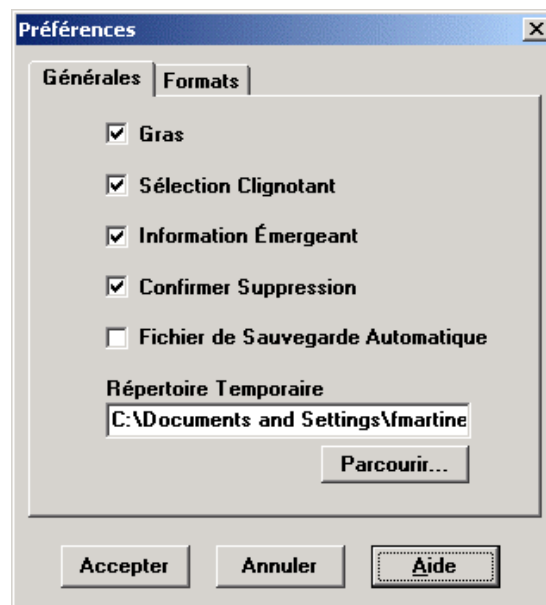 Préférences
Générales Formats
Gras
Sélection Clignotant
Information Émergeant
Confirmer Suppression
Fichier de Sauvegarde Automatique
Répertoire Temporaire
C:\Documents and Settings\fmartine
Parcourir...
Accepter Annuler Aide